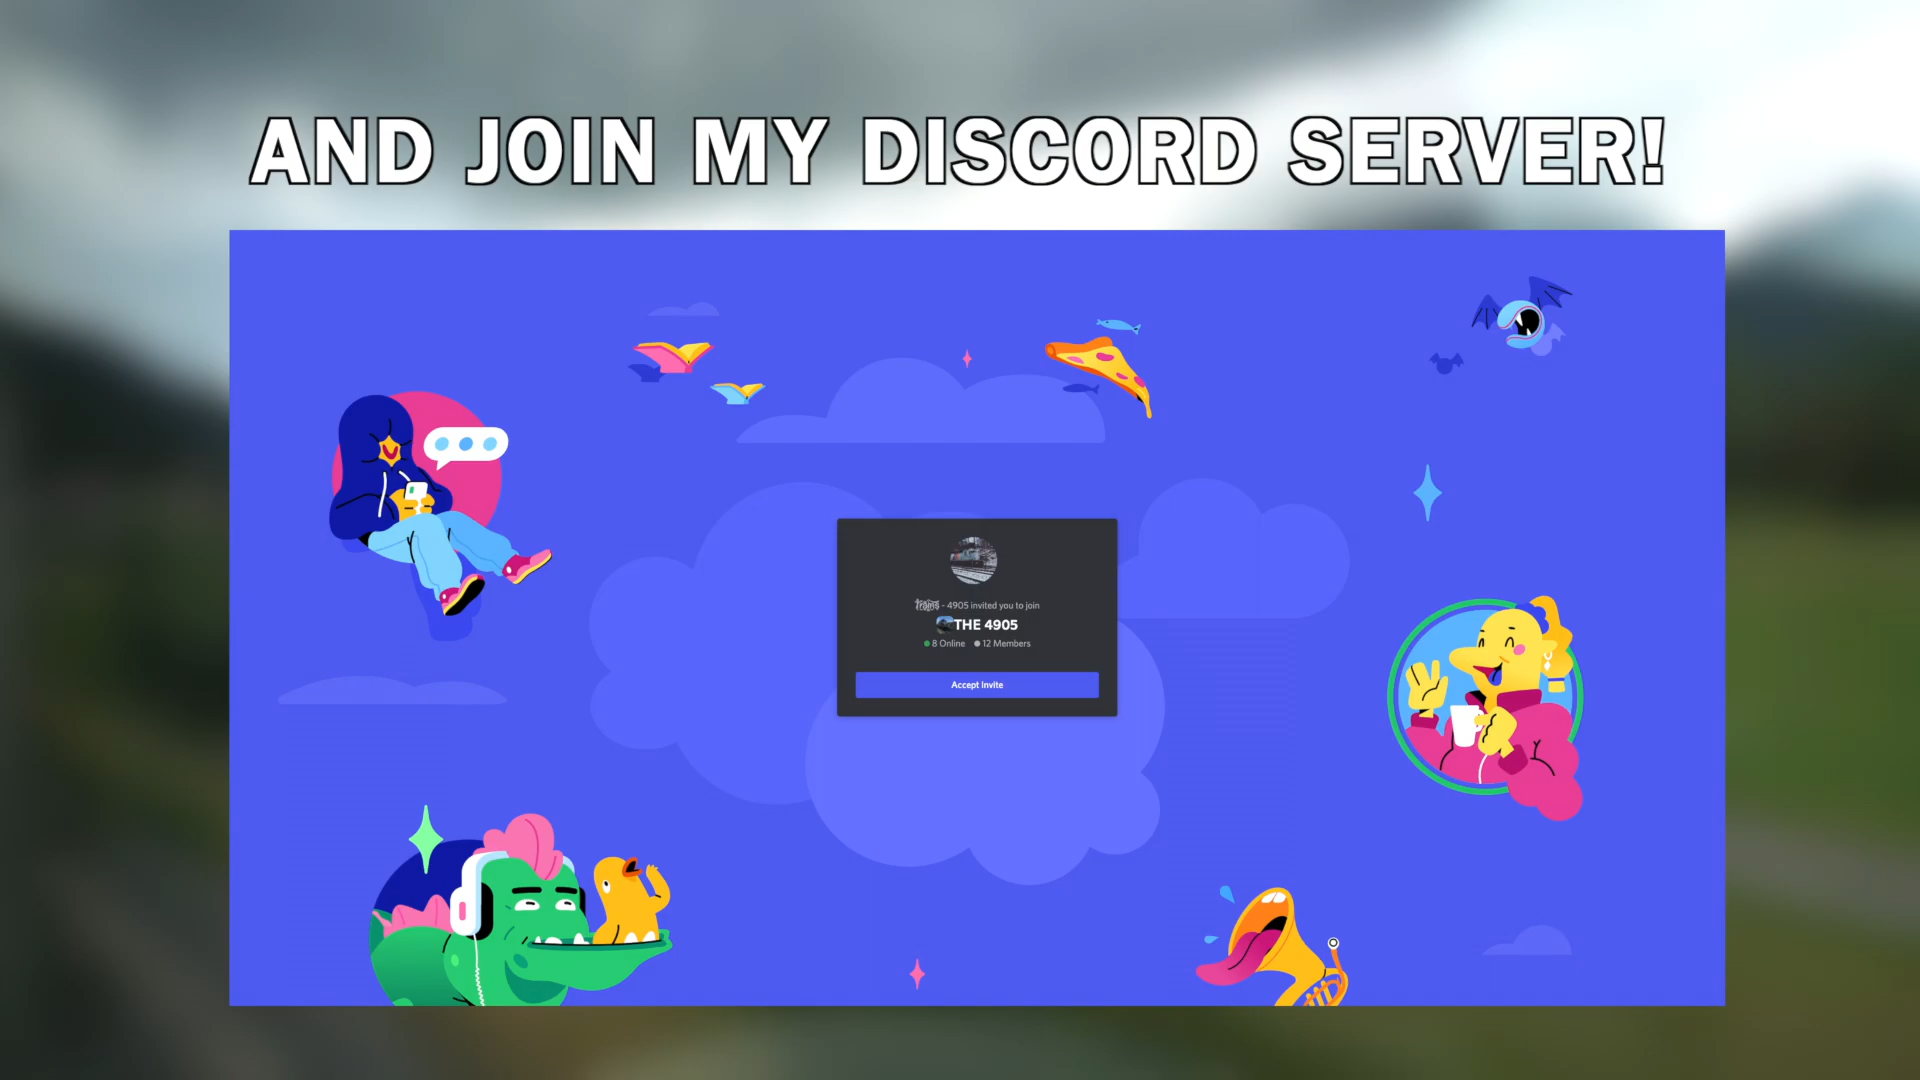 AND JOIN MY DISCORD SERVER!
- 4905 invited you to join
THE 4905
8 Online 12 Members
Accept Invite